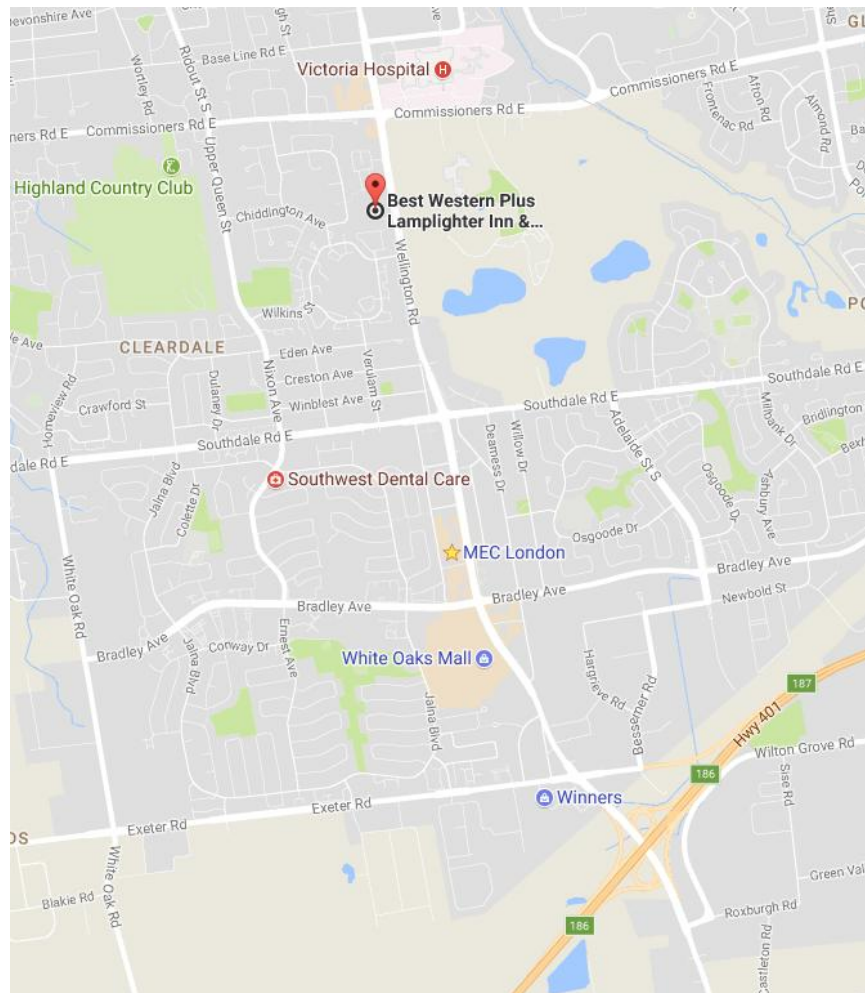 Devonshire Ave
Ridout St S
Wortley Rd
Base Line Rd E
Victoria Hospital
H
Commissioners Rd E
Commissioners Rd E
Commissioners Rd E
Frontenac Rd
Afton Rd
Almond Rd
Highland Country Club
Upper Queen St
Chiddington Ave
Best Western Plus
Lamplighter Inn &...
Wellington Rd
Wilkins St
CLEARDALE
Eden Ave
Nixon Ave
Creston Ave
Verulam St
Winblest Ave
Dulaney Dr
Crawford St
Homeview Rd
Southdale Rd E
Southdale Rd E
Southdale Rd E
Adelaide St S
Millbank Dr
Bridlington
Willow Dr
Deamess Dr
Osgoode Dr
Ashbury Ave
Osgoode Dr
Jalna Blvd
Colette Dr
Southwest Dental Care
MEC London
White Oak Rd
Bradley Ave
Bradley Ave
Bradley Ave
Bradley Ave
Newbold St
Conway Dr
Ernest Ave
Jalna Blvd
White Oaks Mall
Jalna Blvd
Hargrieve Rd
Bessemer Rd
187
Hwy 401
186
Wilton Grove Rd
Sise Rd
Winners
Exeter Rd
Exeter Rd
White Oak Rd
Blakie Rd
Green Val
Roxburgh Rd
Castleton Rd
186